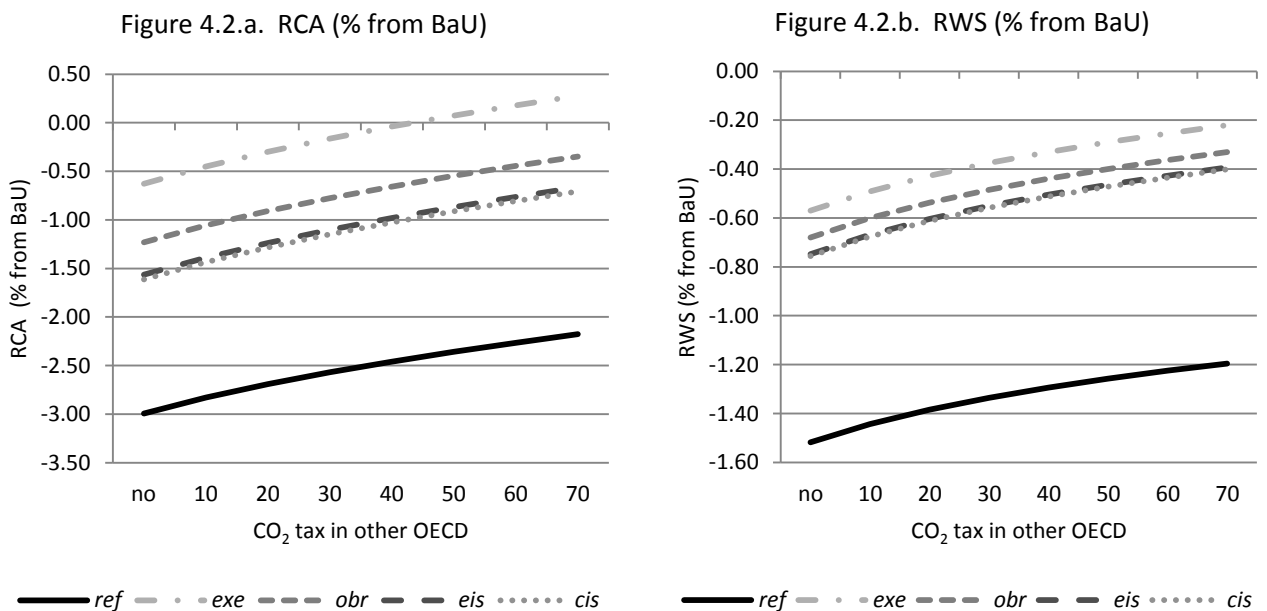 Figure 4.2.a. RCA (% from BaU)
RCA (% from BaU)
0.50
0.00
-0.50
-1.00
-1.50
-2.00
-2.50
-3.00
-3.50
no 10 20 30 40 50 60 70
CO₂ tax in other OECD
ref exe obr eis cis
Figure 4.2.b. RWS (% from BaU)
RWS (% from BaU)
0.00
-0.20
-0.40
-0.60
-0.80
-1.00
-1.20
-1.40
-1.60
no 10 20 30 40 50 60 70
CO₂ tax in other OECD
ref exe obr eis cis